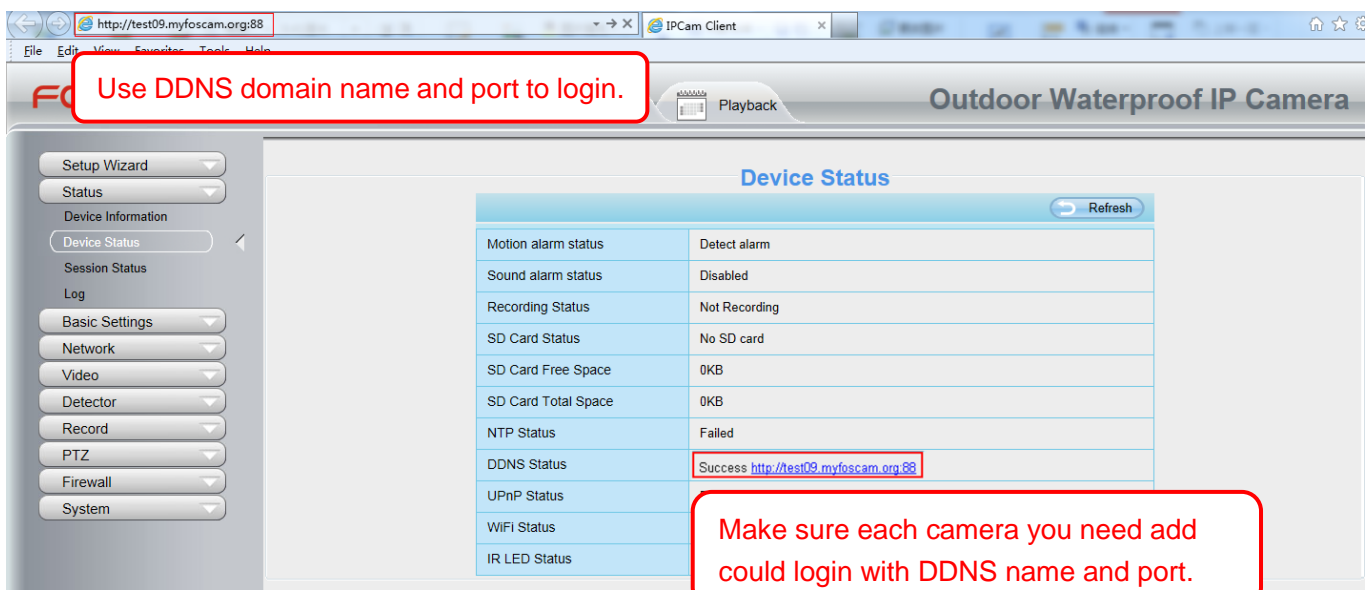 http://test09.myfoscam.org:88
IPCam Client
File Edit View Favorites Tools Help
Use DDNS domain name and port to login.
Playback
Outdoor Waterproof IP Camera
Setup Wizard
Status
Device Information
Device Status
Session Status
Log
Basic Settings
Network
Video
Detector
Record
PTZ
Firewall
System
Device Status
Refresh
Motion alarm status Detect alarm
Sound alarm status Disabled
Recording Status Not Recording
SD Card Status No SD card
SD Card Free Space 0KB
SD Card Total Space 0KB
NTP Status Failed
DDNS Status Success http://test09.myfoscam.org:88
UPnP Status
WiFi Status
IR LED Status
Make sure each camera you need add
could login with DDNS name and port.